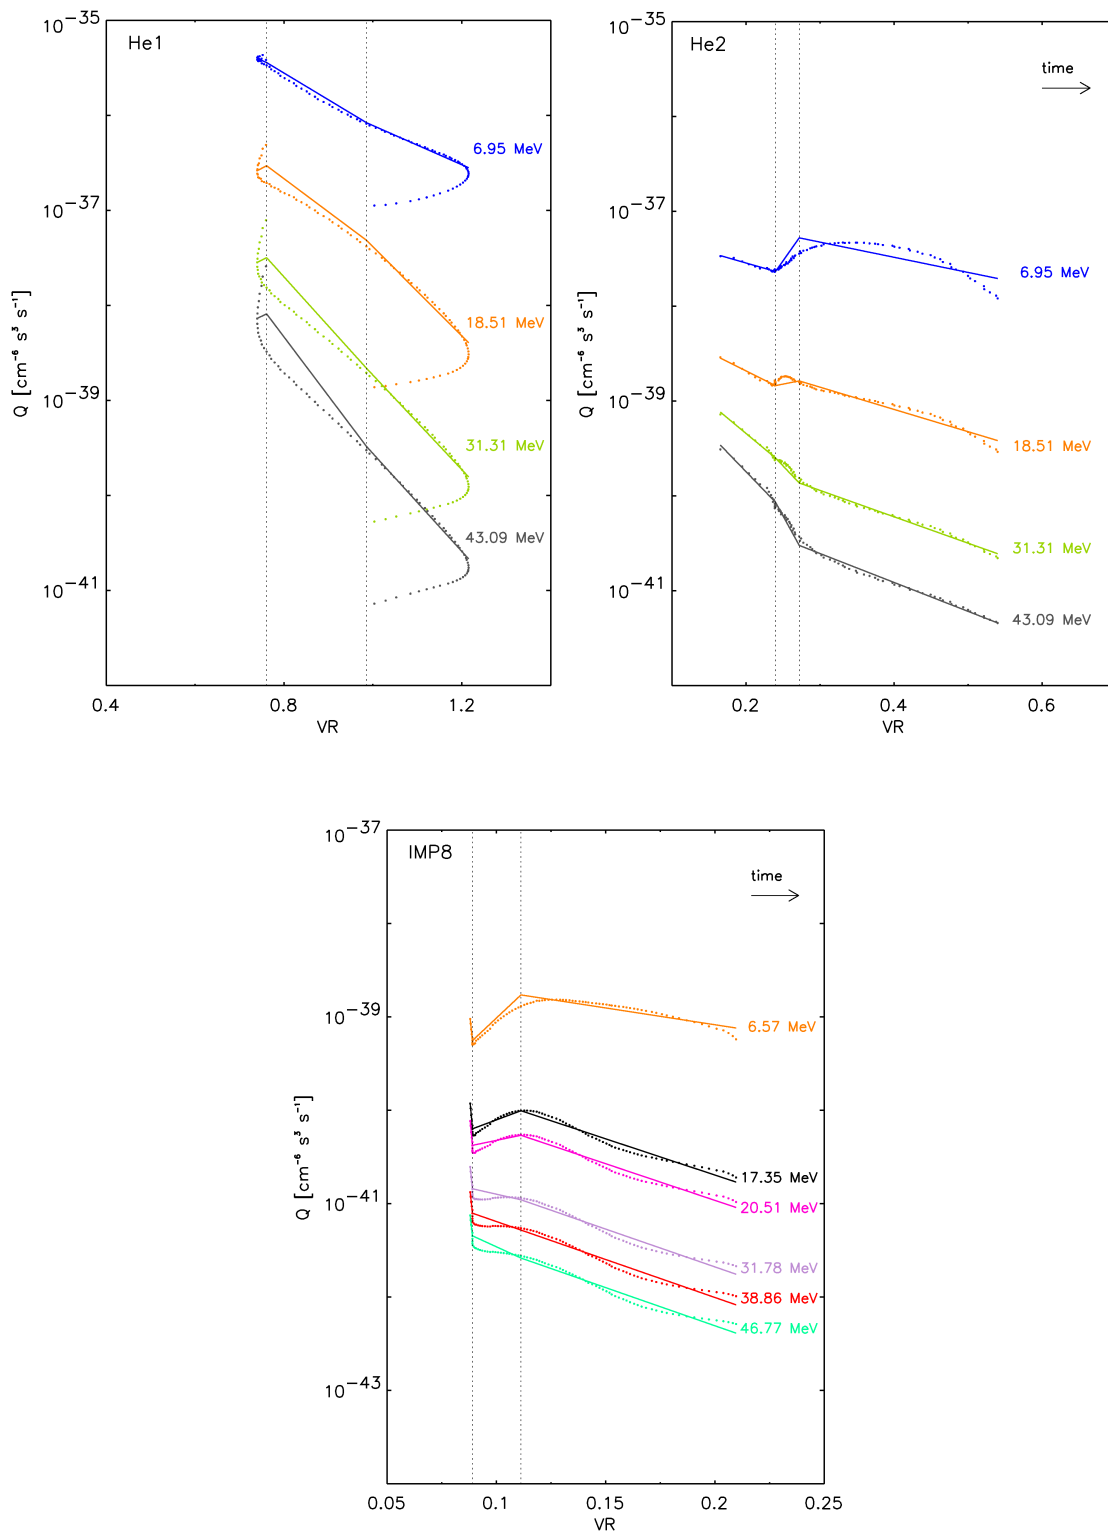 He1
10−35
10−37
10−39
10−41
Q [cm−6 s3 s−1]
6.95 MeV
18.51 MeV
31.31 MeV
43.09 MeV
0.4 0.8 1.2
VR
He2
time
10−35
10−37
10−39
10−41
Q [cm−6 s3 s−1]
6.95 MeV
18.51 MeV
31.31 MeV
43.09 MeV
0.2 0.4 0.6
VR
IMP8
time
10−37
10−39
10−41
10−43
Q [cm−6 s3 s−1]
6.57 MeV
17.35 MeV
20.51 MeV
31.78 MeV
38.86 MeV
46.77 MeV
0.05 0.1 0.15 0.2 0.25
VR